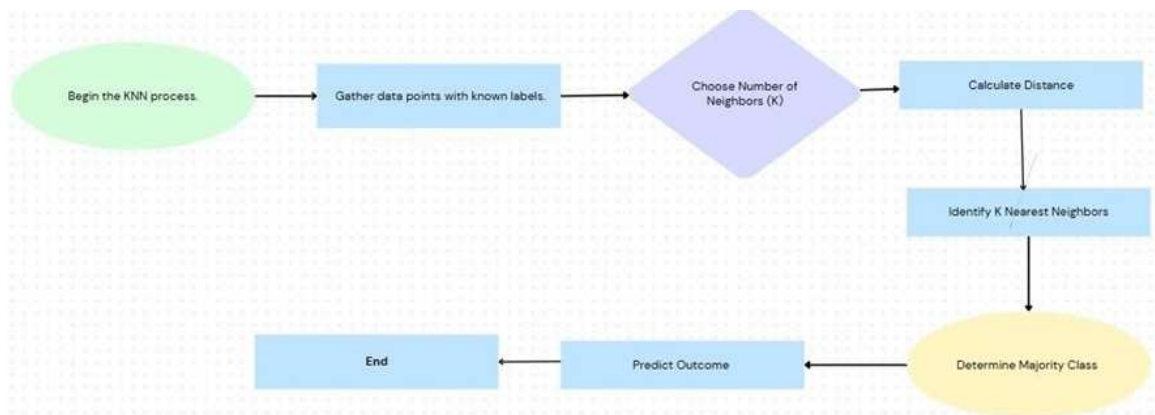 Begin the KNN process.
Gather data points with known labels.
Choose Number of
Neighbors (K)
Calculate Distance
Identify K Nearest Neighbors
Determine Majority Class
Predict Outcome
End